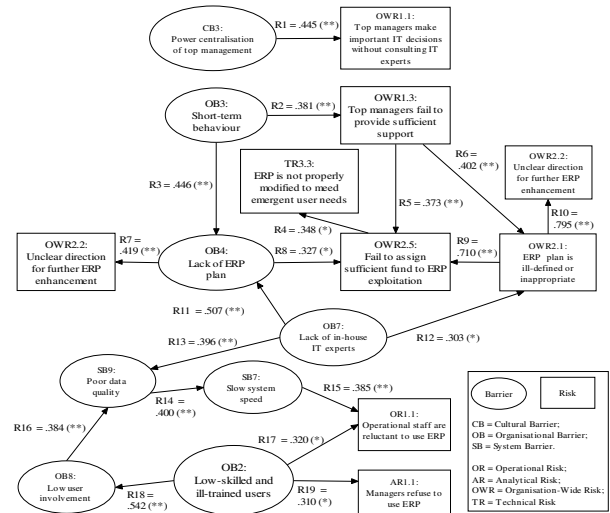 CB3:
Power centralisation
of top management
R1 = .445 (**)
OWR1.1:
Top managers make
important IT decisions
without consulting IT
experts
OB3:
Short-term
behaviour
R2 = .381 (**)
OWR1.3:
Top managers fail to
provide sufficient
support
TR3.3:
ERP is not properly
modified to meed
emergent user needs
R6 =
.402 (**)
OWR2.2:
Unclear direction
for further ERP
enhancement
R3 = .446 (**)
R5 = .373 (**)
R4 = .348 (*)
R10 =
.795 (**)
OWR2.2:
Unclear direction
for further ERP
enhancement
R7 =
.419 (**)
OB4:
Lack of ERP
plan
R8 = .327 (*)
OWR2.5:
Fail to assign
sufficient fund to ERP
exploitation
R9 =
.710 (**)
OWR2.1:
ERP plan is
ill-defined or
inappropriate
R11 = .507 (**)
OB7:
Lack of in-house
IT experts
R12 = .303 (*)
R13 = .396 (**)
SB9:
Poor data
quality
R14 =
.400 (**)
SB7:
Slow system
speed
R15 = .385 (**)
OR1.1:
Operational staff are
reluctant to use ERP
R16 = .384 (**)
R17 = .320 (*)
OB8:
Low user
involvement
R18 =
.542 (**)
OB2:
Low-skilled and
ill-trained users
R19 =
.310 (*)
AR1.1:
Managers refuse to
use ERP
Barrier
Risk
CB = Cultural Barrier;
OB = Organisational Barrier;
SB = System Barrier.
OR = Operational Risk;
AR = Analytical Risk;
OWR = Organisation-Wide Risk;
TR = Technical Risk